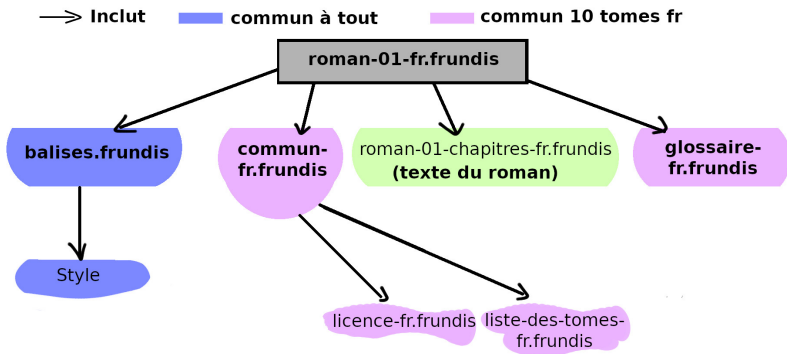 Inclut
commun à tout
commun 10 tomes fr
roman-01-fr.frundis
balises.frundis
commun-
fr.frundis
roman-01-chapitres-fr.frundis
(texte du roman)
glossaire-
fr.frundis
Style
licence-fr.frundis
liste-des-tomes-
fr.frundis